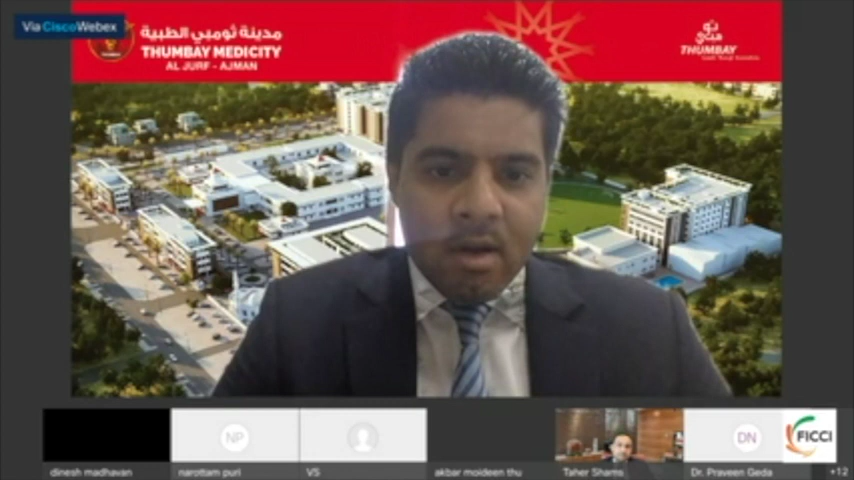 Via Cisco Webex
مدينة ثومبي الطبية
THUMBAY MEDICITY
AL JURF - AJMAN
ثومبي
THUMBAY
dinesh madhavan
NP
narottam puri
VS
akbar moideen thu
Taher Shams
DN
Dr. Praveen Geda
FICCI
+12